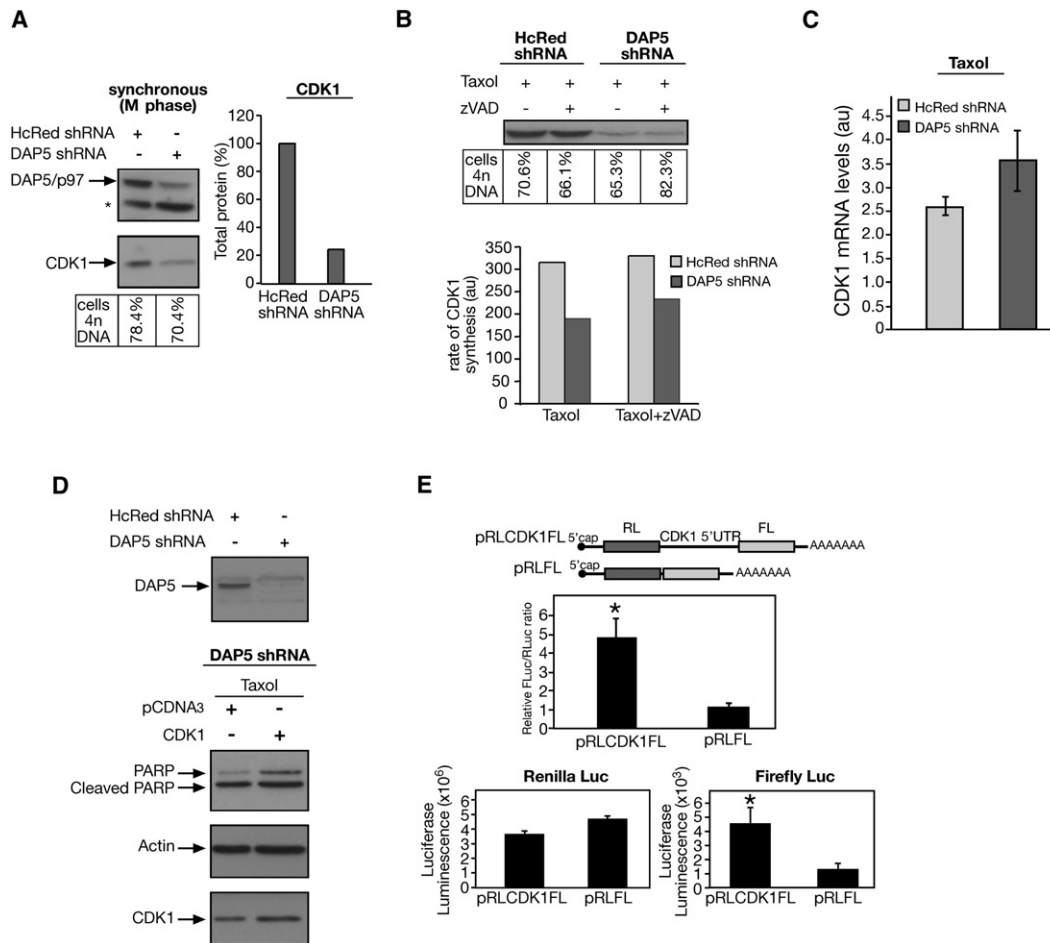 A
synchronous
(M phase)
HcRed shRNA + -
DAP5 shRNA - +
DAP5/p97
*
CDK1
cells
4n
DNA
78.4%
70.4%
CDK1
Total protein (%)
120
100
80
60
40
20
0
HcRed
shRNA
DAP5
shRNA
B
HcRed
shRNA
DAP5
shRNA
Taxol + + + +
zVAD - + - +
cells
4n
DNA
70.6%
66.1%
65.3%
82.3%
rate of CDK1
synthesis (au)
350
300
250
200
150
100
50
0
HcRed shRNA
DAP5 shRNA
Taxol
Taxol+zVAD
C
Taxol
HcRed shRNA
DAP5 shRNA
CDK1 mRNA levels (au)
5
4.5
4
3.5
3.0
2.5
2.0
1.5
1.0
0.5
0
D
HcRed shRNA + -
DAP5 shRNA - +
DAP5
DAP5 shRNA
Taxol
pCDNA3 + -
CDK1 - +
PARP
Cleaved PARP
Actin
CDK1
E
pRLCDK1FL 5'cap RL CDK1 5'UTR FL AAAAAAA
pRLFL 5'cap AAAAAAA
Relative FLuc/RLuc ratio
6
5
4
3
2
1
0
*
pRLCDK1FL
pRLFL
Renilla Luc
Luciferase
Luminescence (x10⁶)
6
5
4
3
2
1
0
pRLCDK1FL
pRLFL
Firefly Luc
Luciferase
Luminescence (x10³)
6
5
4
3
2
1
0
*
pRLCDK1FL
pRLFL